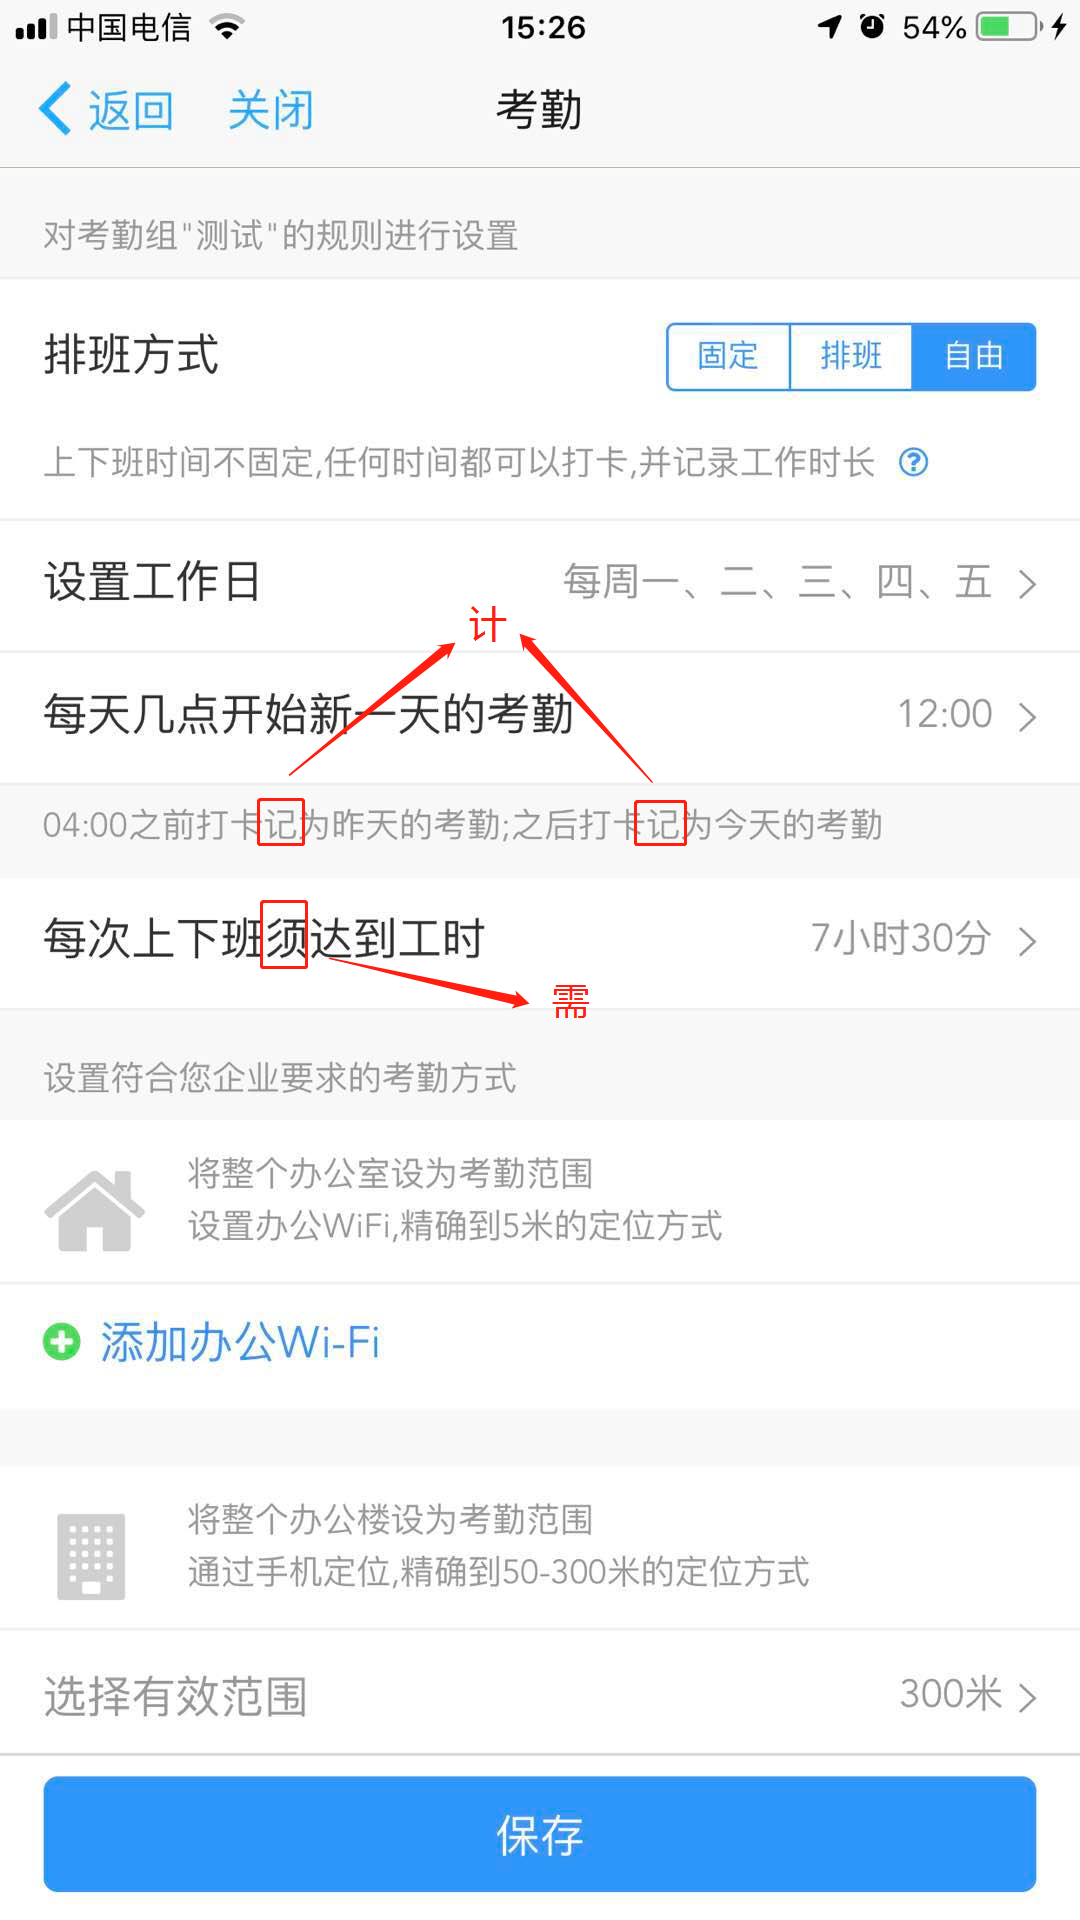 中国电信 15:26 54%
返回 关闭 考勤
对考勤组"测试"的规则进行设置
排班方式 固定 排班 自由
上下班时间不固定,任何时间都可以打卡,并记录工作时长 ?
设置工作日 每周一、二、三、四、五
计
每天几点开始新一天的考勤 12:00
04:00之前打卡记为昨天的考勤;之后打卡记为今天的考勤
每次上下班须达到工时 7小时30分
需
设置符合您企业要求的考勤方式
将整个办公室设为考勤范围
设置办公WiFi,精确到5米的定位方式
添加办公Wi-Fi
将整个办公楼设为考勤范围
通过手机定位,精确到50-300米的定位方式
选择有效范围 300米
保存